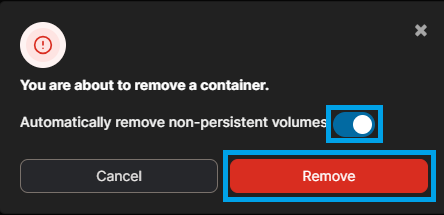 You are about to remove a container.
Automatically remove non-persistent volumes
Cancel
Remove